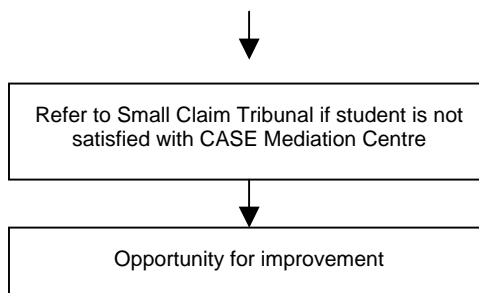 Refer to Small Claim Tribunal if student is not
satisfied with CASE Mediation Centre
Opportunity for improvement